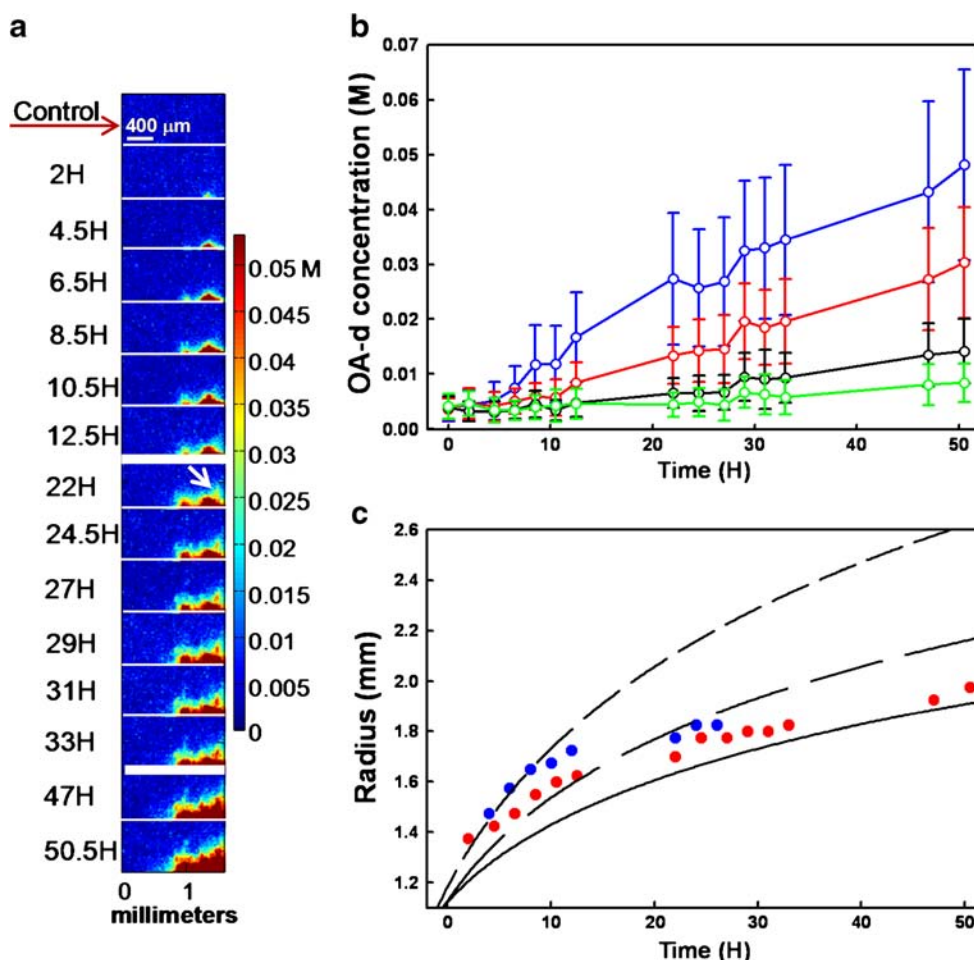 a
Control
400 µm
2H
4.5H
6.5H
8.5H
10.5H
12.5H
22H
24.5H
27H
29H
31H
33H
47H
50.5H
0 1
millimeters
0.05 M
0.045
0.04
0.035
0.03
0.025
0.02
0.015
0.01
0.005
0
b
OA-d concentration (M)
0.07
0.06
0.05
0.04
0.03
0.02
0.01
0.00
0 10 20 30 40 50
Time (H)
c
Radius (mm)
2.6
2.4
2.2
2.0
1.8
1.6
1.4
1.2
0 10 20 30 40 50
Time (H)